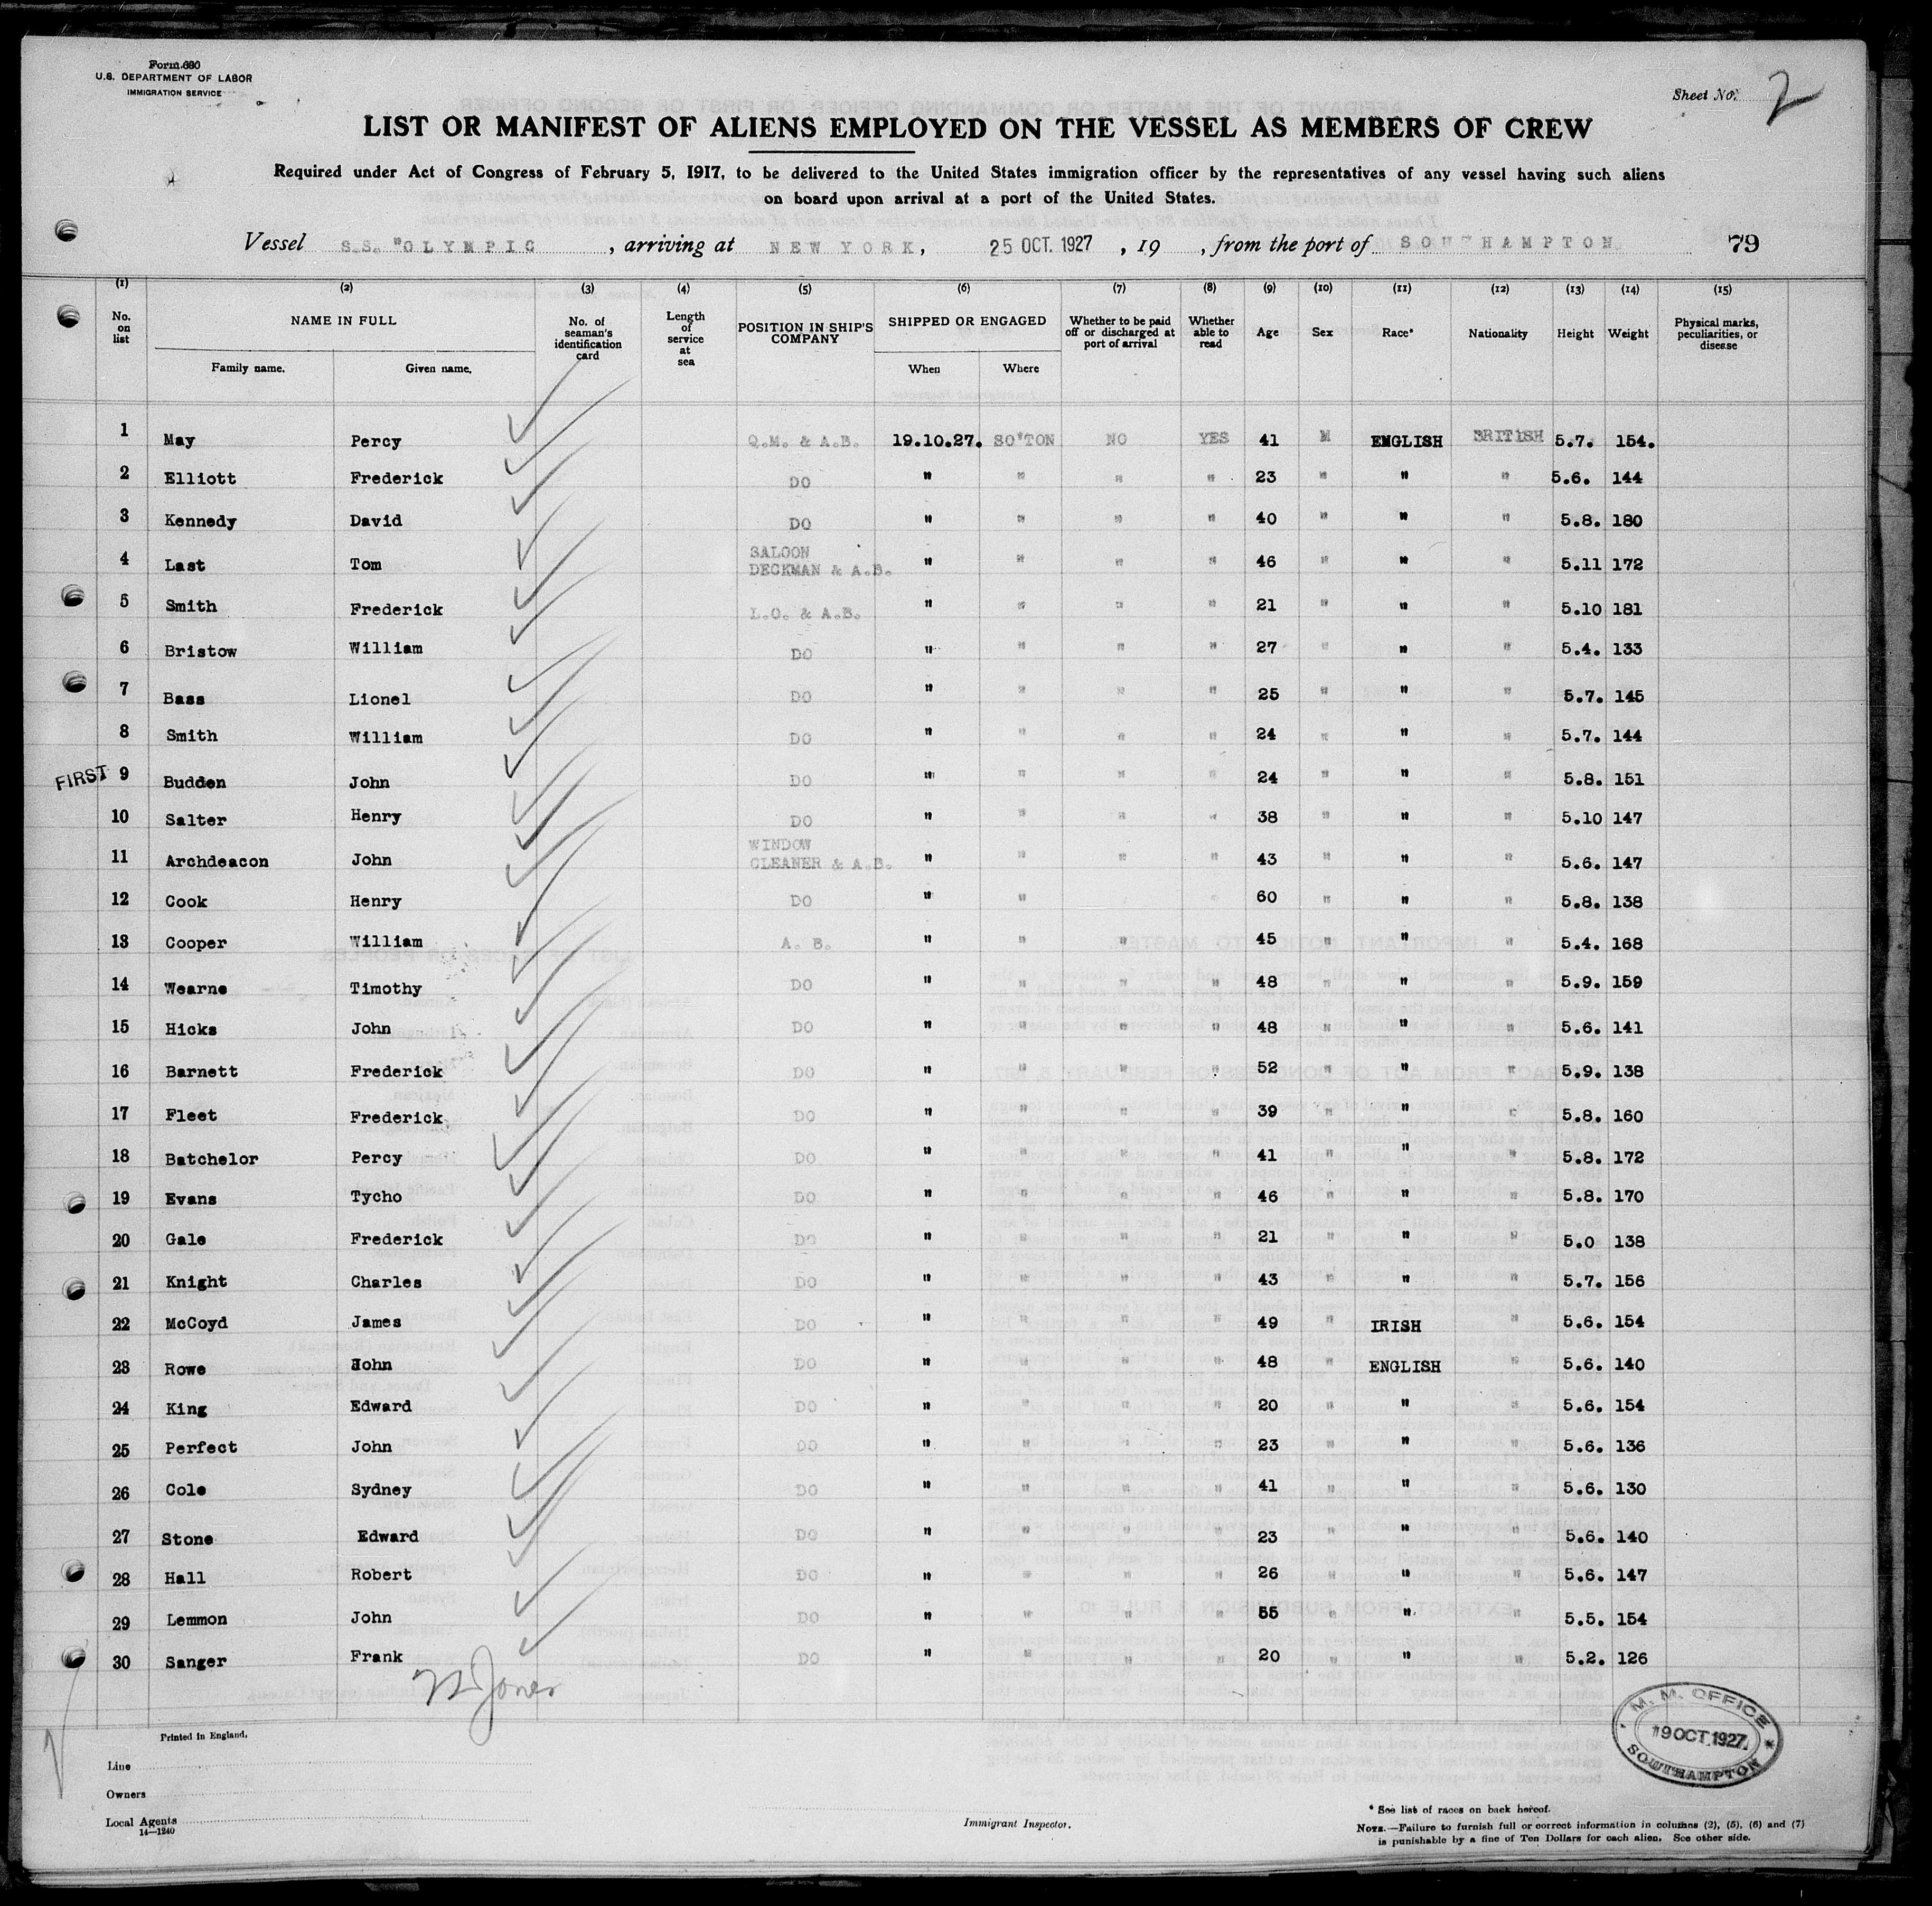 Form 680
U.S. DEPARTMENT OF LABOR
IMMIGRATION SERVICE
Sheet No. 2
LIST OR MANIFEST OF ALIENS EMPLOYED ON THE VESSEL AS MEMBERS OF CREW
Required under Act of Congress of February 5, 1917, to be delivered to the United States immigration officer by the representatives of any vessel having such aliens
on board upon arrival at a port of the United States.
Vessel S.S. "OLYMPIC , arriving at NEW YORK, 25 OCT. 1927 , 19 , from the port of SOUTHAMPTON. 79
(1) (2) (3) (4) (5) (6) (7) (8) (9) (10) (11) (12) (13) (14) (15)
No. on list NAME IN FULL Family name. Given name. No. of seaman's identification card Length of service at sea POSITION IN SHIP'S COMPANY SHIPPED OR ENGAGED When Where Whether to be paid off or discharged at port of arrival Whether able to read Age Sex Race* Nationality Height Weight Physical marks, peculiarities, or disease
1 May Percy Q.M. & A.B. 19.10.27. SO'TON NO YES 41 M ENGLISH BRITISH 5.7. 154.
2 Elliott Frederick DO " " " " 23 " " " 5.6. 144
3 Kennedy David DO " " " " 40 " " " 5.8. 180
4 Last Tom SALOON DECKMAN & A.B. " " " " 46 " " " 5.11 172
5 Smith Frederick L.O. & A.B. " " " " 21 " " " 5.10 181
6 Bristow William DO " " " " 27 " " " 5.4. 133
7 Bass Lionel DO " " " " 25 " " " 5.7. 145
8 Smith William DO " " " " 24 " " " 5.7. 144
FIRST 9 Budden John DO " " " " 24 " " " 5.8. 151
10 Salter Henry DO " " " " 38 " " " 5.10 147
11 Archdeacon John WINDOW CLEANER & A.B. " " " " 43 " " " 5.6. 147
12 Cook Henry DO " " " " 60 " " " 5.8. 138
13 Cooper William A. B. " " " " 45 " " " 5.4. 168
14 Wearne Timothy DO " " " " 48 " " " 5.9. 159
15 Hicks John DO " " " " 48 " " " 5.6. 141
16 Barnett Frederick DO " " " " 52 " " " 5.9. 138
17 Fleet Frederick DO " " " " 39 " " " 5.8. 160
18 Batchelor Percy DO " " " " 41 " " " 5.8. 172
19 Evans Tycho DO " " " " 46 " " " 5.8. 170
20 Gale Frederick DO " " " " 21 " " " 5.0 138
21 Knight Charles DO " " " " 43 " " " 5.7. 156
22 McCoyd James DO " " " " 49 " IRISH " 5.6. 154
23 Rowe John DO " " " " 48 " ENGLISH " 5.6. 140
24 King Edward DO " " " " 20 " " " 5.6. 154
25 Perfect John DO " " " " 23 " " " 5.6. 136
26 Cole Sydney DO " " " " 41 " " " 5.6. 130
27 Stone Edward DO " " " " 23 " " " 5.6. 140
28 Hall Robert DO " " " " 26 " " " 5.6. 147
29 Lemmon John DO " " " " 55 " " " 5.5. 154
30 Sanger Frank DO " " " " 20 " " " 5.2. 126
Jones
M. M. OFFICE
19 OCT. 1927
SOUTHAMPTON
Printed in England.
Line
Owners
Local Agents
14—1240
Immigrant Inspector.
* See list of races on back hereof.
NOTE.—Failure to furnish full or correct information in columns (2), (5), (6) and (7)
is punishable by a fine of Ten Dollars for each alien. See other side.